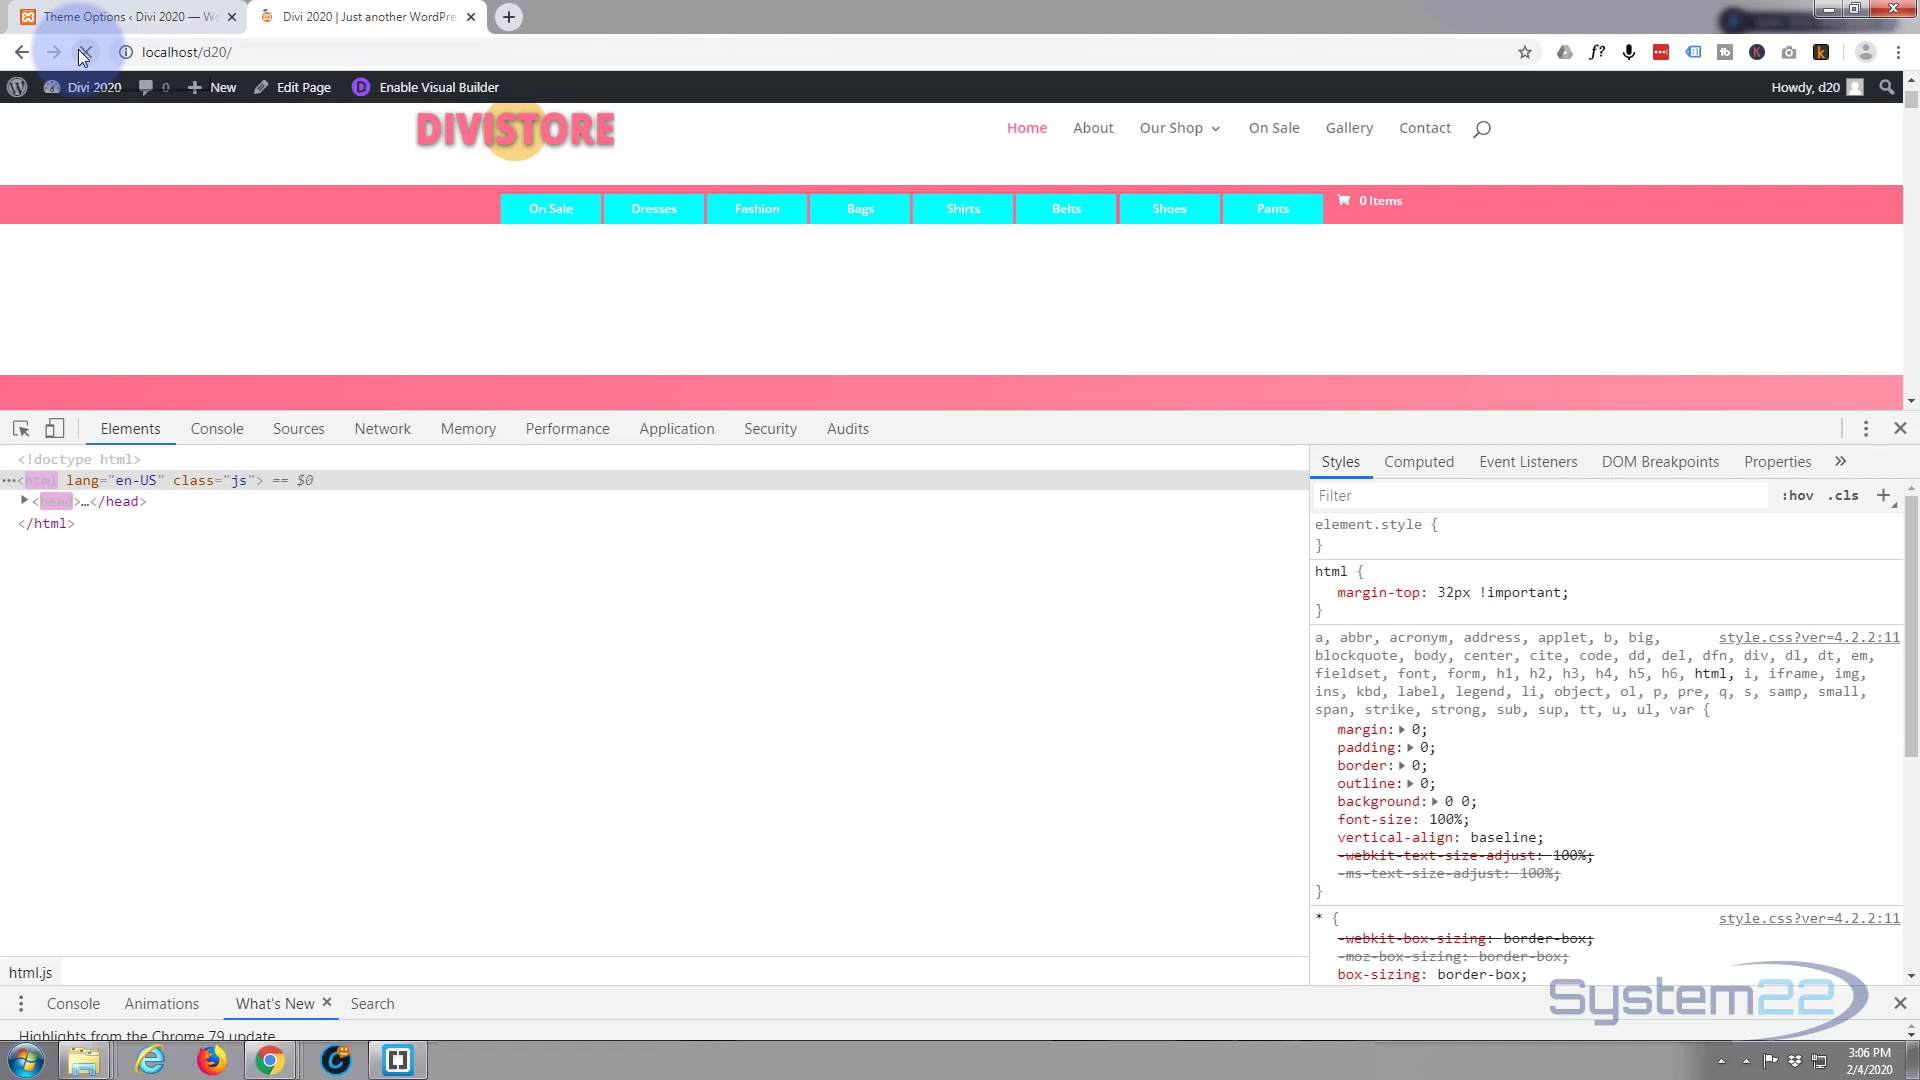 Theme Options ‹ Divi 2020 — Wo
Divi 2020 | Just another WordPre
localhost/d20/
Divi 2020
0
New
Edit Page
Enable Visual Builder
Howdy, d20
DIVISTORE
Home
About
Our Shop
On Sale
Gallery
Contact
On Sale
Dresses
Fashion
Bags
Shirts
Belts
Shoes
Pants
0 Items
Elements
Console
Sources
Network
Memory
Performance
Application
Security
Audits
<!doctype html>
⋯<html lang="en-US" class="js"> == $0
<head>…</head>
</html>
html.js
Styles
Computed
Event Listeners
DOM Breakpoints
Properties
»
Filter
:hov
.cls
+
element.style {
}
html {
margin-top: 32px !important;
}
a, abbr, acronym, address, applet, b, big, style.css?ver=4.2.2:11
blockquote, body, center, cite, code, dd, del, dfn, div, dl, dt, em,
fieldset, font, form, h1, h2, h3, h4, h5, h6, html, i, iframe, img,
ins, kbd, label, legend, li, object, ol, p, pre, q, s, samp, small,
span, strike, strong, sub, sup, tt, u, ul, var {
margin: 0;
padding: 0;
border: 0;
outline: 0;
background: 0 0;
font-size: 100%;
vertical-align: baseline;
-webkit-text-size-adjust: 100%;
-ms-text-size-adjust: 100%;
}
* { style.css?ver=4.2.2:11
-webkit-box-sizing: border-box;
-moz-box-sizing: border-box;
box-sizing: border-box;
Console
Animations
What's New
Search
Highlights from the Chrome 79 update
System22
3:06 PM
2/4/2020